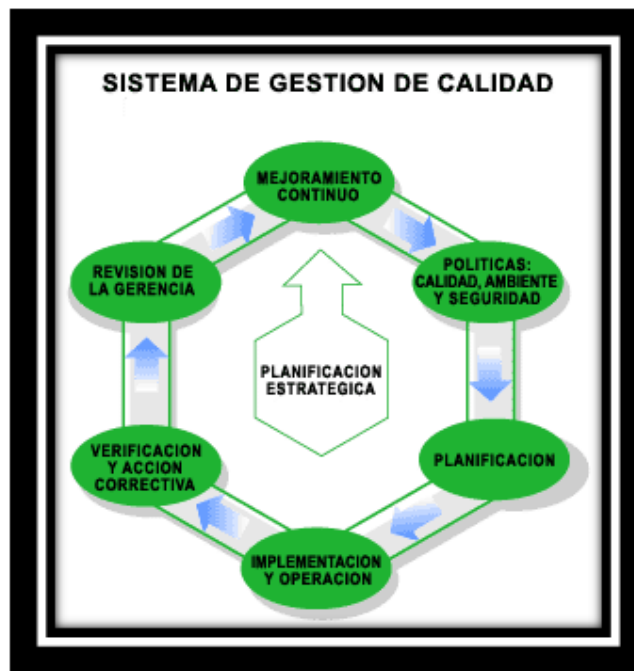 SISTEMA DE GESTION DE CALIDAD
MEJORAMIENTO
CONTINUO
POLITICAS:
CALIDAD, AMBIENTE
Y SEGURIDAD
PLANIFICACION
IMPLEMENTACION
Y OPERACION
VERIFICACION
Y ACCION
CORRECTIVA
REVISION DE
LA GERENCIA
PLANIFICACION
ESTRATEGICA